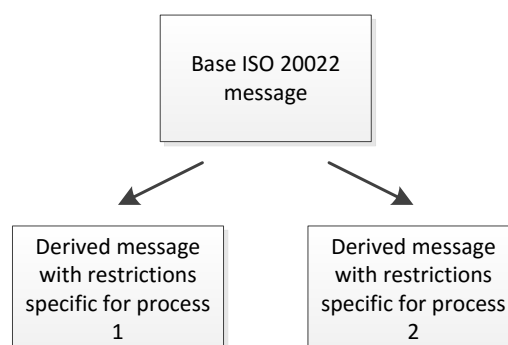 Base ISO 20022
message
Derived message
with restrictions
specific for process
1
Derived message
with restrictions
specific for process
2